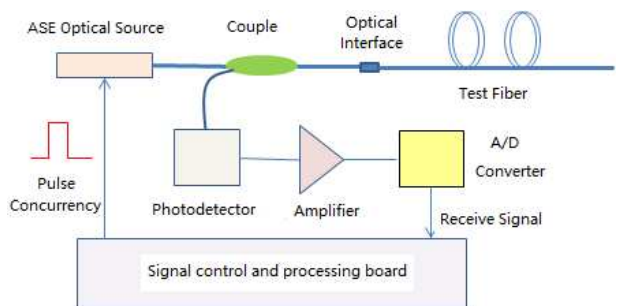 ASE Optical Source
Couple
Optical
Interface
Test Fiber
Pulse
Concurrency
Photodetector
Amplifier
A/D
Converter
Receive Signal
Signal control and processing board